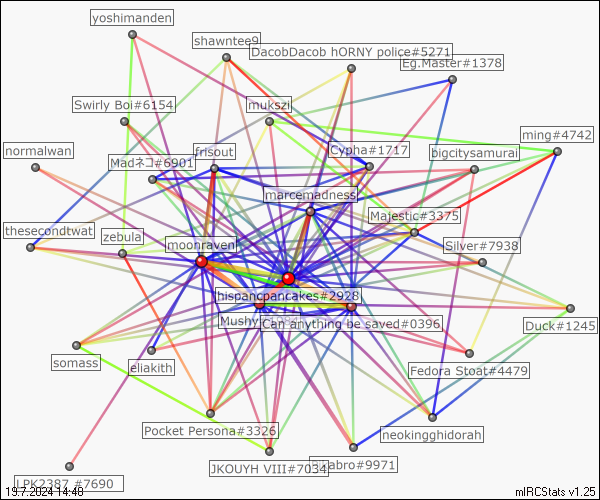 yoshimanden
shawntee9
DacobDacob hORNY police#5271
Eg.Master#1378
Swirly Boi#6154
mukszi
ming#4742
normalwan
Madネコ#6901
frisout
Cypha#1717
bigcitysamurai
marcemadness
Majestic#3375
thesecondtwat
zebula
moonraven
Silver#7938
hispancpancakes#2928
Mushy
Can anything be saved#0396
Duck#1245
somass
eliakith
Fedora Stoat#4479
Pocket Persona#3326
neokingghidorah
JKOUYH VIII#7034
abro#9971
LPK2387 #7690
19.7.2024 14:48
mIRCStats v1.25